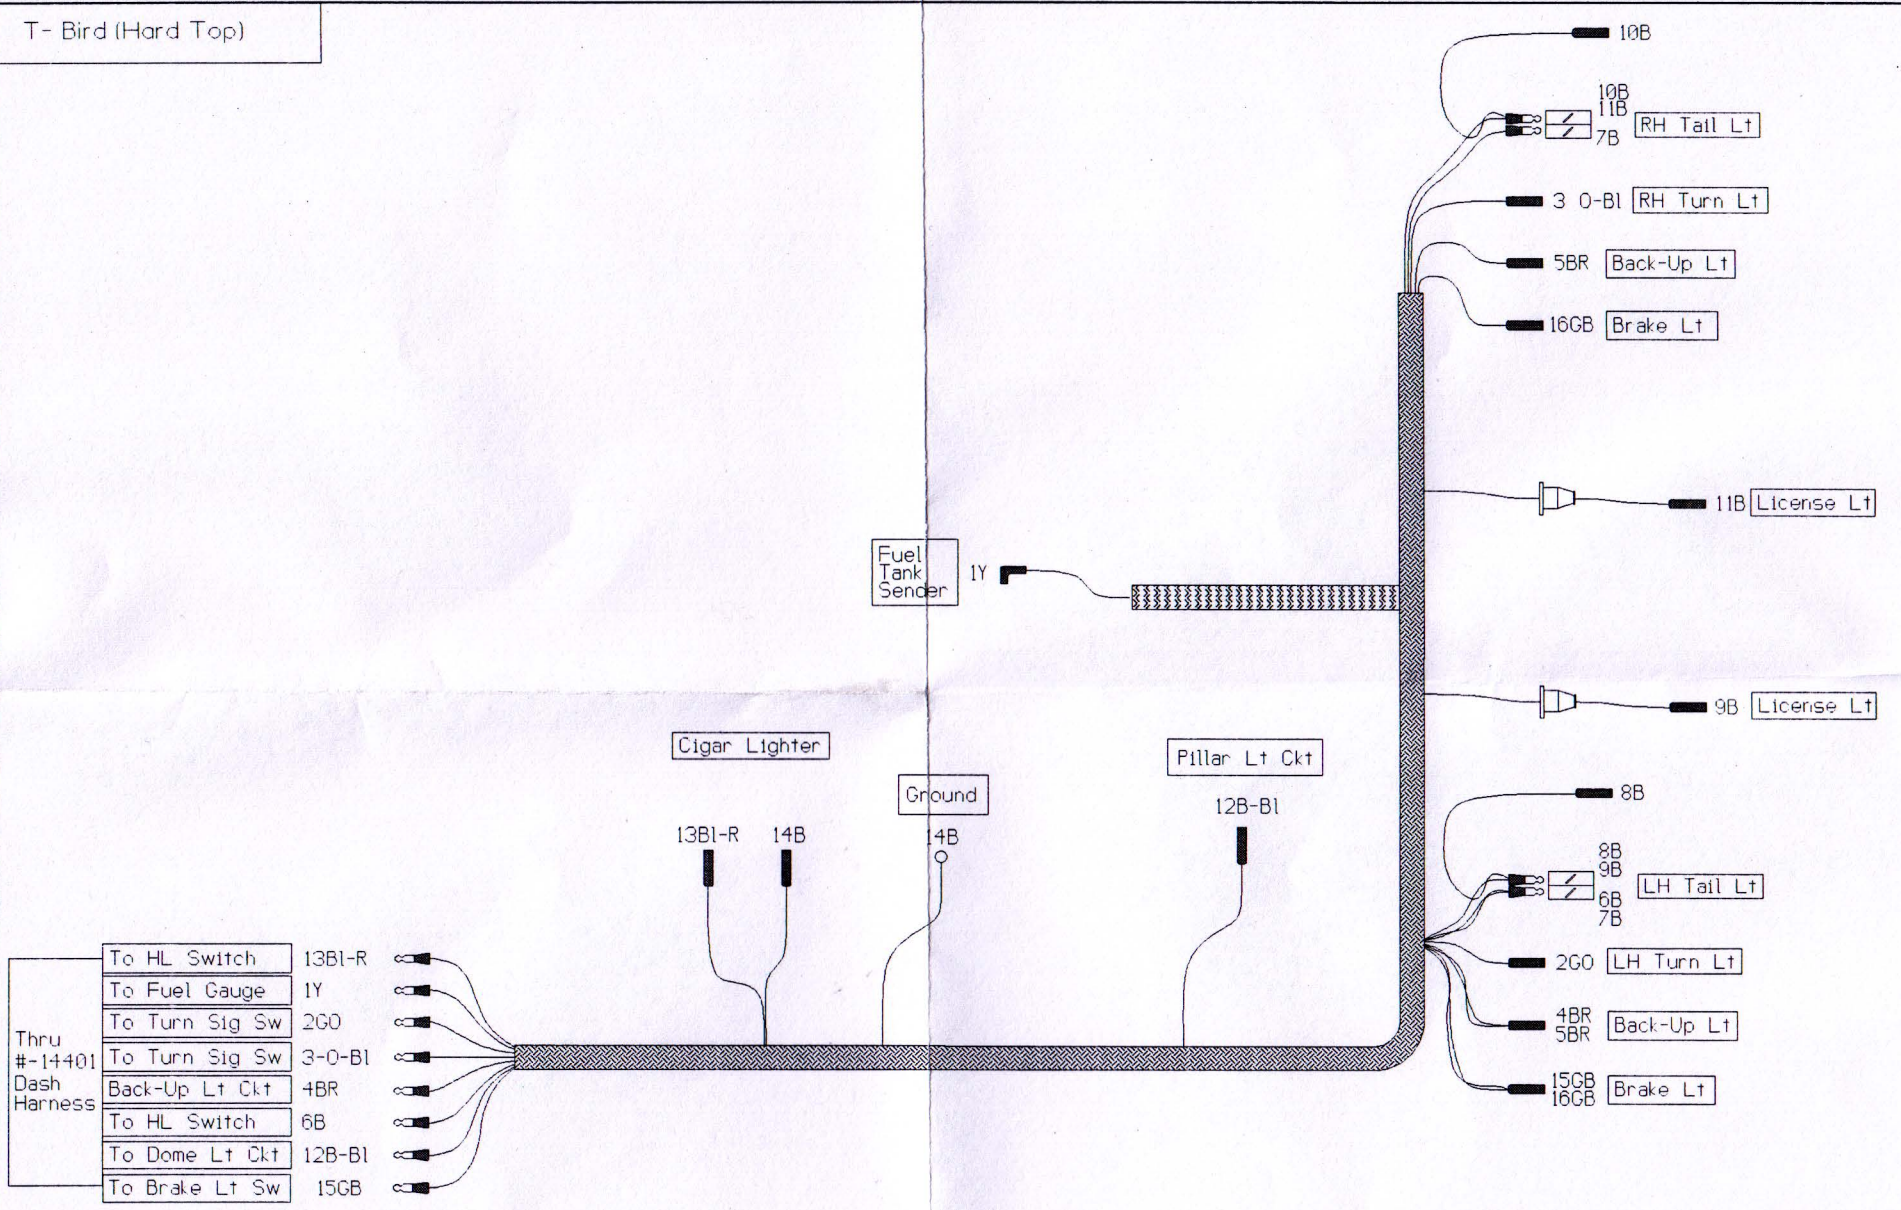 T- Bird (Hard Top)
10B
10B
11B
7B
RH Tail Lt
3 O-Bl
RH Turn Lt
5BR
Back-Up Lt
16GB
Brake Lt
11B
License Lt
Fuel
Tank
Sender
1Y
9B
License Lt
Cigar Lighter
13Bl-R
14B
Ground
14B
Pillar Lt Ckt
12B-Bl
8B
8B
9B
6B
7B
LH Tail Lt
2GO
LH Turn Lt
4BR
5BR
Back-Up Lt
15GB
16GB
Brake Lt
Thru
#-14401
Dash
Harness
To HL Switch 13Bl-R
To Fuel Gauge 1Y
To Turn Sig Sw 2GO
To Turn Sig Sw 3-O-Bl
Back-Up Lt Ckt 4BR
To HL Switch 6B
To Dome Lt Ckt 12B-Bl
To Brake Lt Sw 15GB